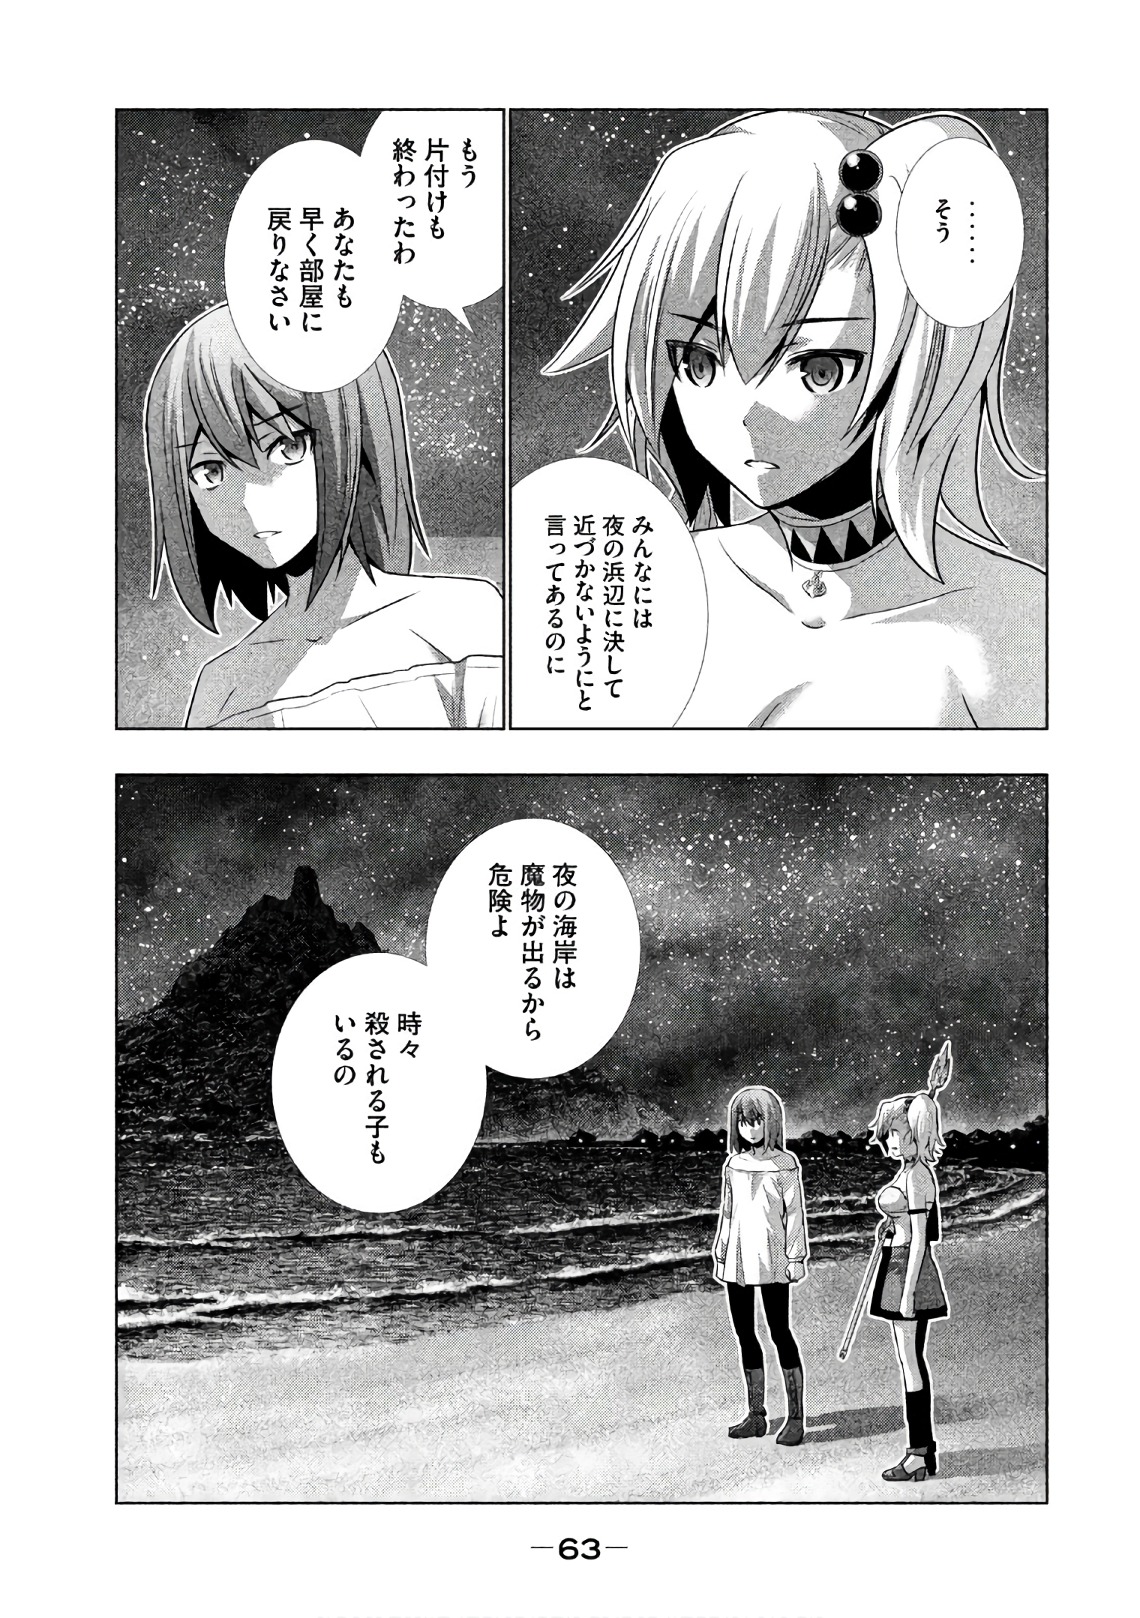 ‥‥‥
そう
みんなには
夜の浜辺に決して
近づかないようにと
言ってあるのに
もう
片付けも
終わったわ
あなたも
早く部屋に
戻りなさい
夜の海岸は
魔物が出るから
危険よ
時々
殺される子も
いるの
—63—